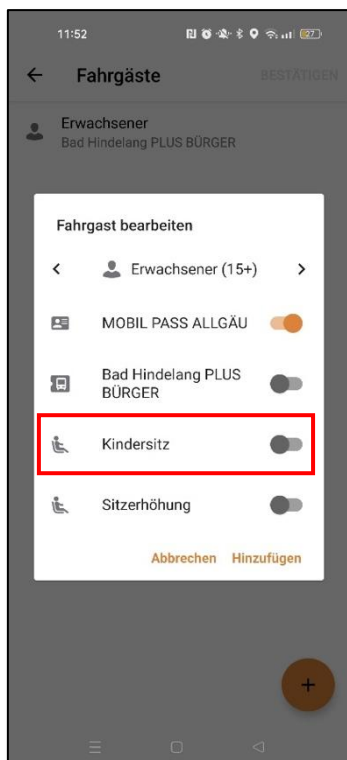 11:52
27
Fahrgäste
BESTÄTIGEN
Erwachsener
Bad Hindelang PLUS BÜRGER
Fahrgast bearbeiten
Erwachsener (15+)
MOBIL PASS ALLGÄU
Bad Hindelang PLUS
BÜRGER
Kindersitz
Sitzerhöhung
Abbrechen Hinzufügen